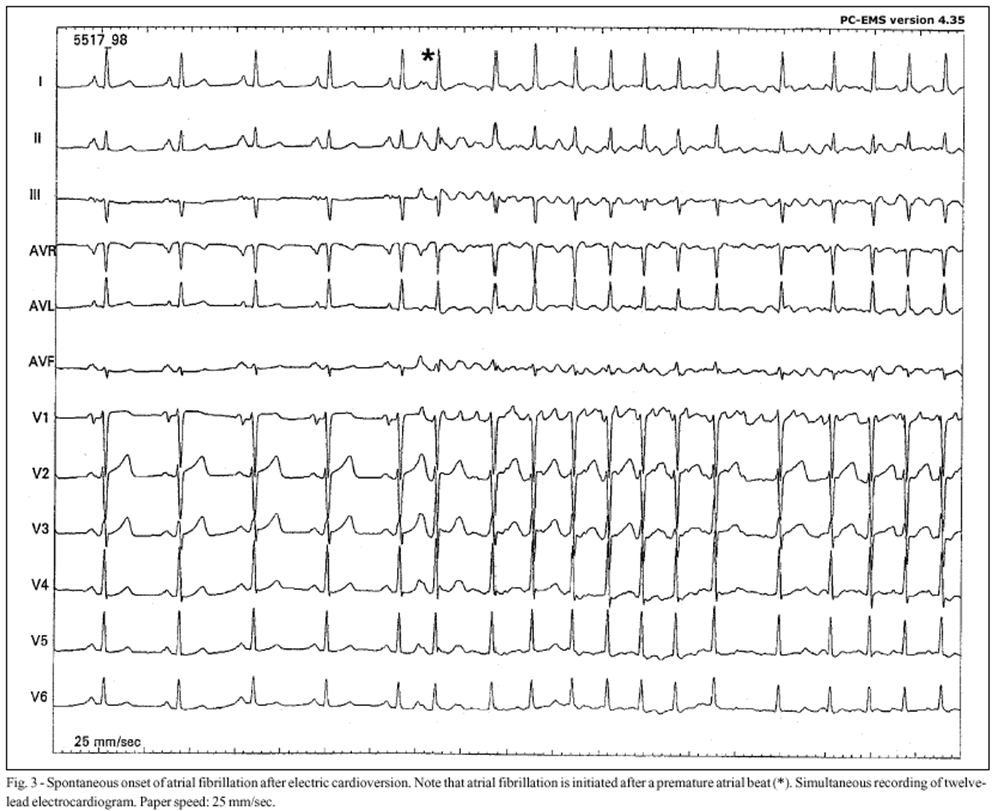 PC-EMS version 4.35
5517_98
*
I
II
III
AVR
AVL
AVF
V1
V2
V3
V4
V5
V6
25 mm/sec
Fig. 3 - Spontaneous onset of atrial fibrillation after electric cardioversion. Note that atrial fibrillation is initiated after a premature atrial beat (*). Simultaneous recording of twelve-
lead electrocardiogram. Paper speed: 25 mm/sec.